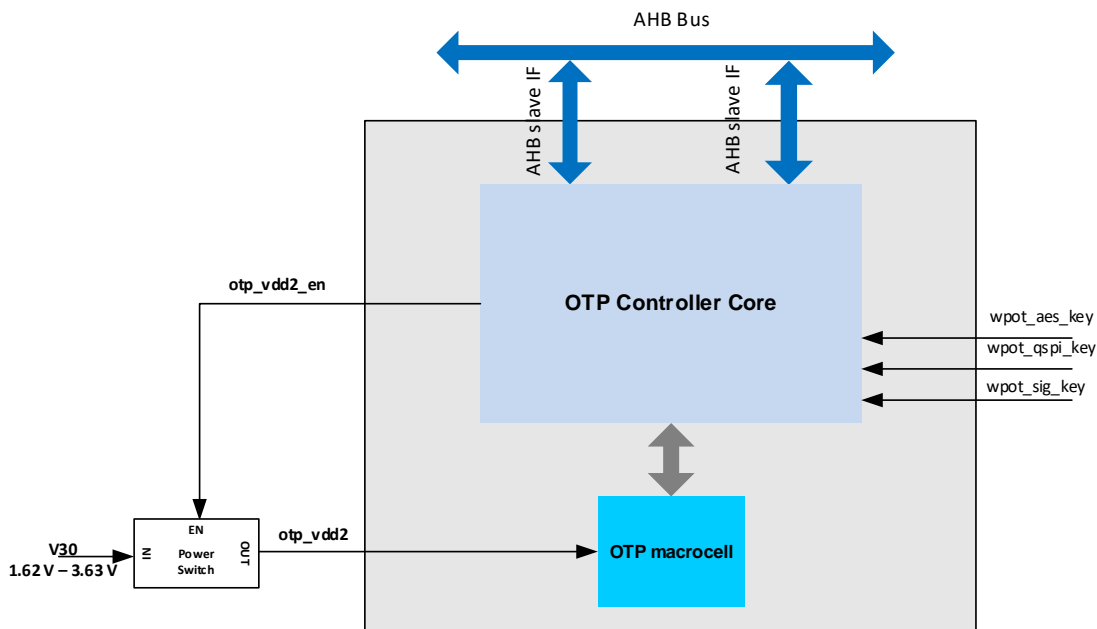 AHB Bus
AHB slave IF
AHB slave IF
otp_vdd2_en
OTP Controller Core
wpot_aes_key
wpot_qspi_key
wpot_sig_key
EN
V30
IN
Power
Switch
OUT
otp_vdd2
OTP macrocell
1.62 V – 3.63 V